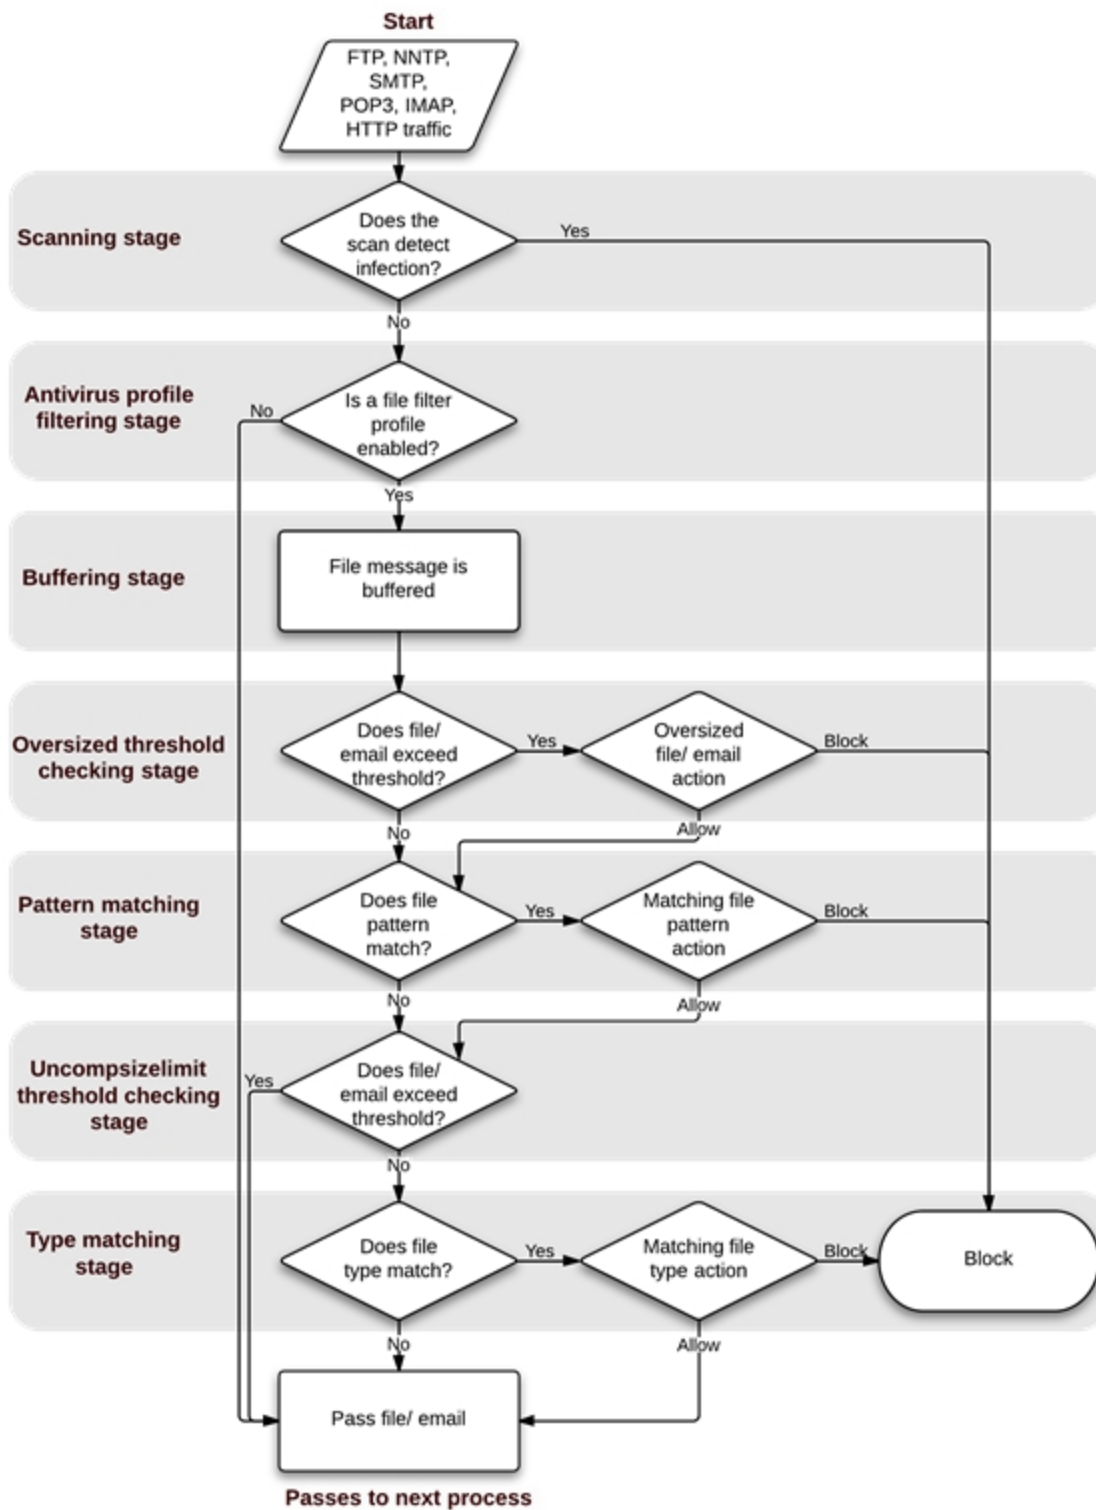 Start
FTP, NNTP,
SMTP,
POP3, IMAP,
HTTP traffic
Scanning stage
Does the
scan detect
infection?
Yes
No
Antivirus profile
filtering stage
No
Is a file filter
profile
enabled?
Yes
Buffering stage
File message is
buffered
Oversized threshold
checking stage
Does file/
email exceed
threshold?
Yes
Oversized
file/ email
action
Block
No
Allow
Pattern matching
stage
Does file
pattern
match?
Yes
Matching file
pattern
action
Block
No
Allow
Uncompsizelimit
threshold checking
stage
Yes
Does file/
email exceed
threshold?
No
Type matching
stage
Does file
type match?
Yes
Matching file
type action
Block
Block
No
Allow
Pass file/ email
Passes to next process